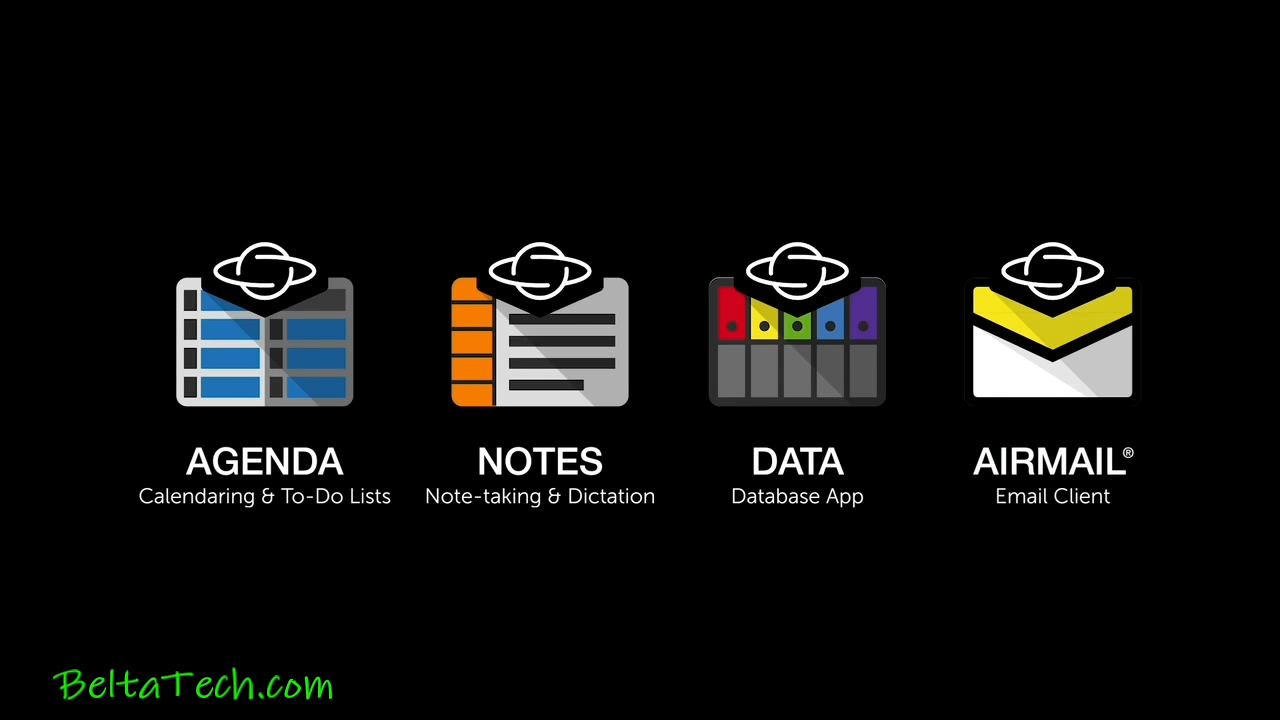 AGENDA NOTES DATA AIRMAIL®
Calendaring & To-Do Lists Note-taking & Dictation Database App Email Client
BeltaTech.com